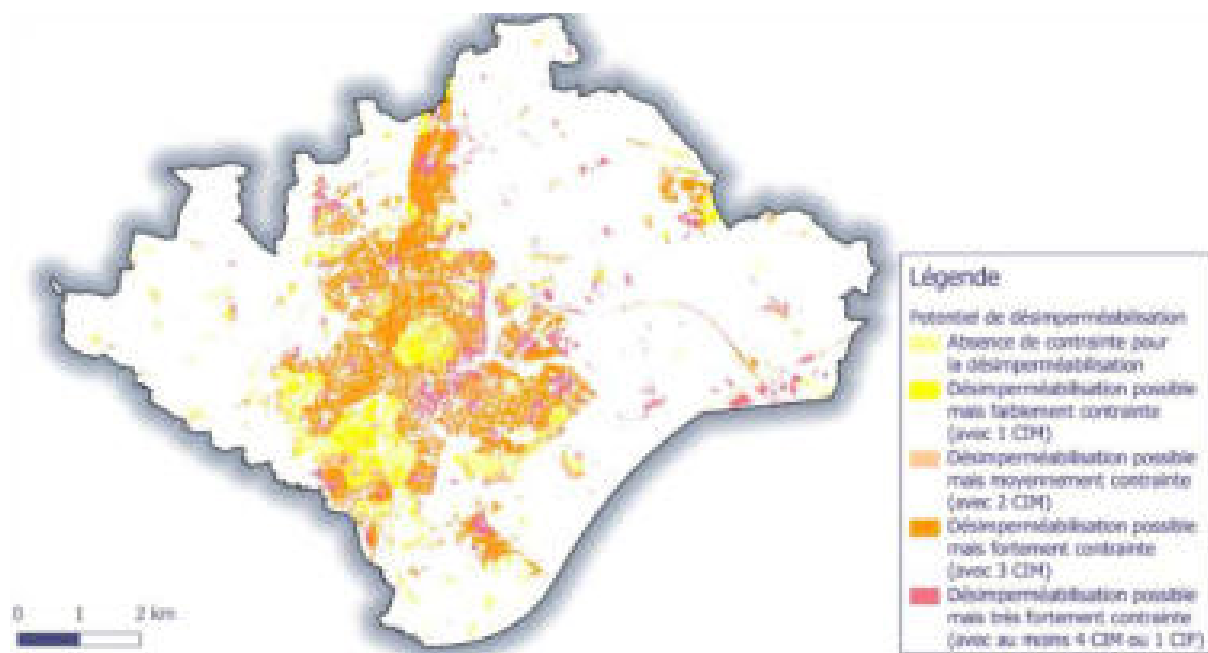 Légende
Potentiel de désimperméabilisation
Absence de contrainte pour
la désimperméabilisation
Désimperméabilisation possible
mais faiblement contrainte
(avec 1 CIM)
Désimperméabilisation possible
mais moyennement contrainte
(avec 2 CIM)
Désimperméabilisation possible
mais fortement contrainte
(avec 3 CIM)
Désimperméabilisation possible
mais très fortement contrainte
(avec au moins 4 CIM ou 1 CIF)
0 1 2 km